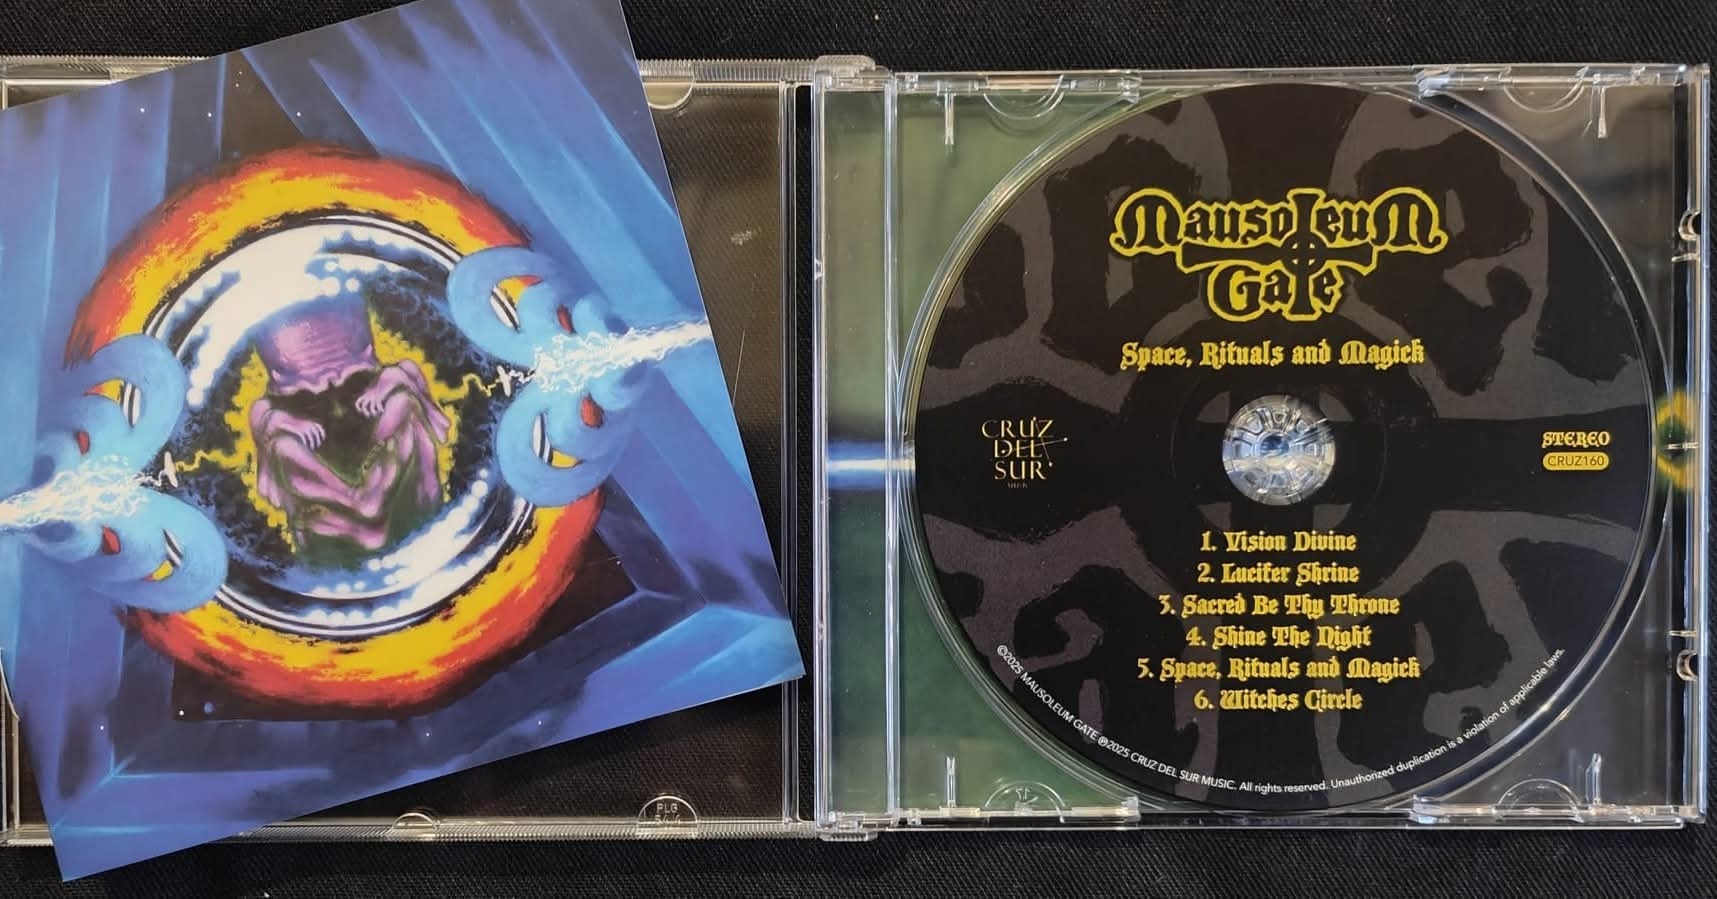 MausoleuM
Gate
Space, Rituals and Magick
CRUZ
DEL
SUR
STEREO
CRUZ160
1. Vision Divine
2. Lucifer Shrine
3. Sacred Be Thy Throne
4. Shine The Night
5. Space, Rituals and Magick
6. Witches Circle
©2025 MAUSOLEUM GATE ℗2025 CRUZ DEL SUR MUSIC. All rights reserved. Unauthorized duplication is a violation of applicable laws.